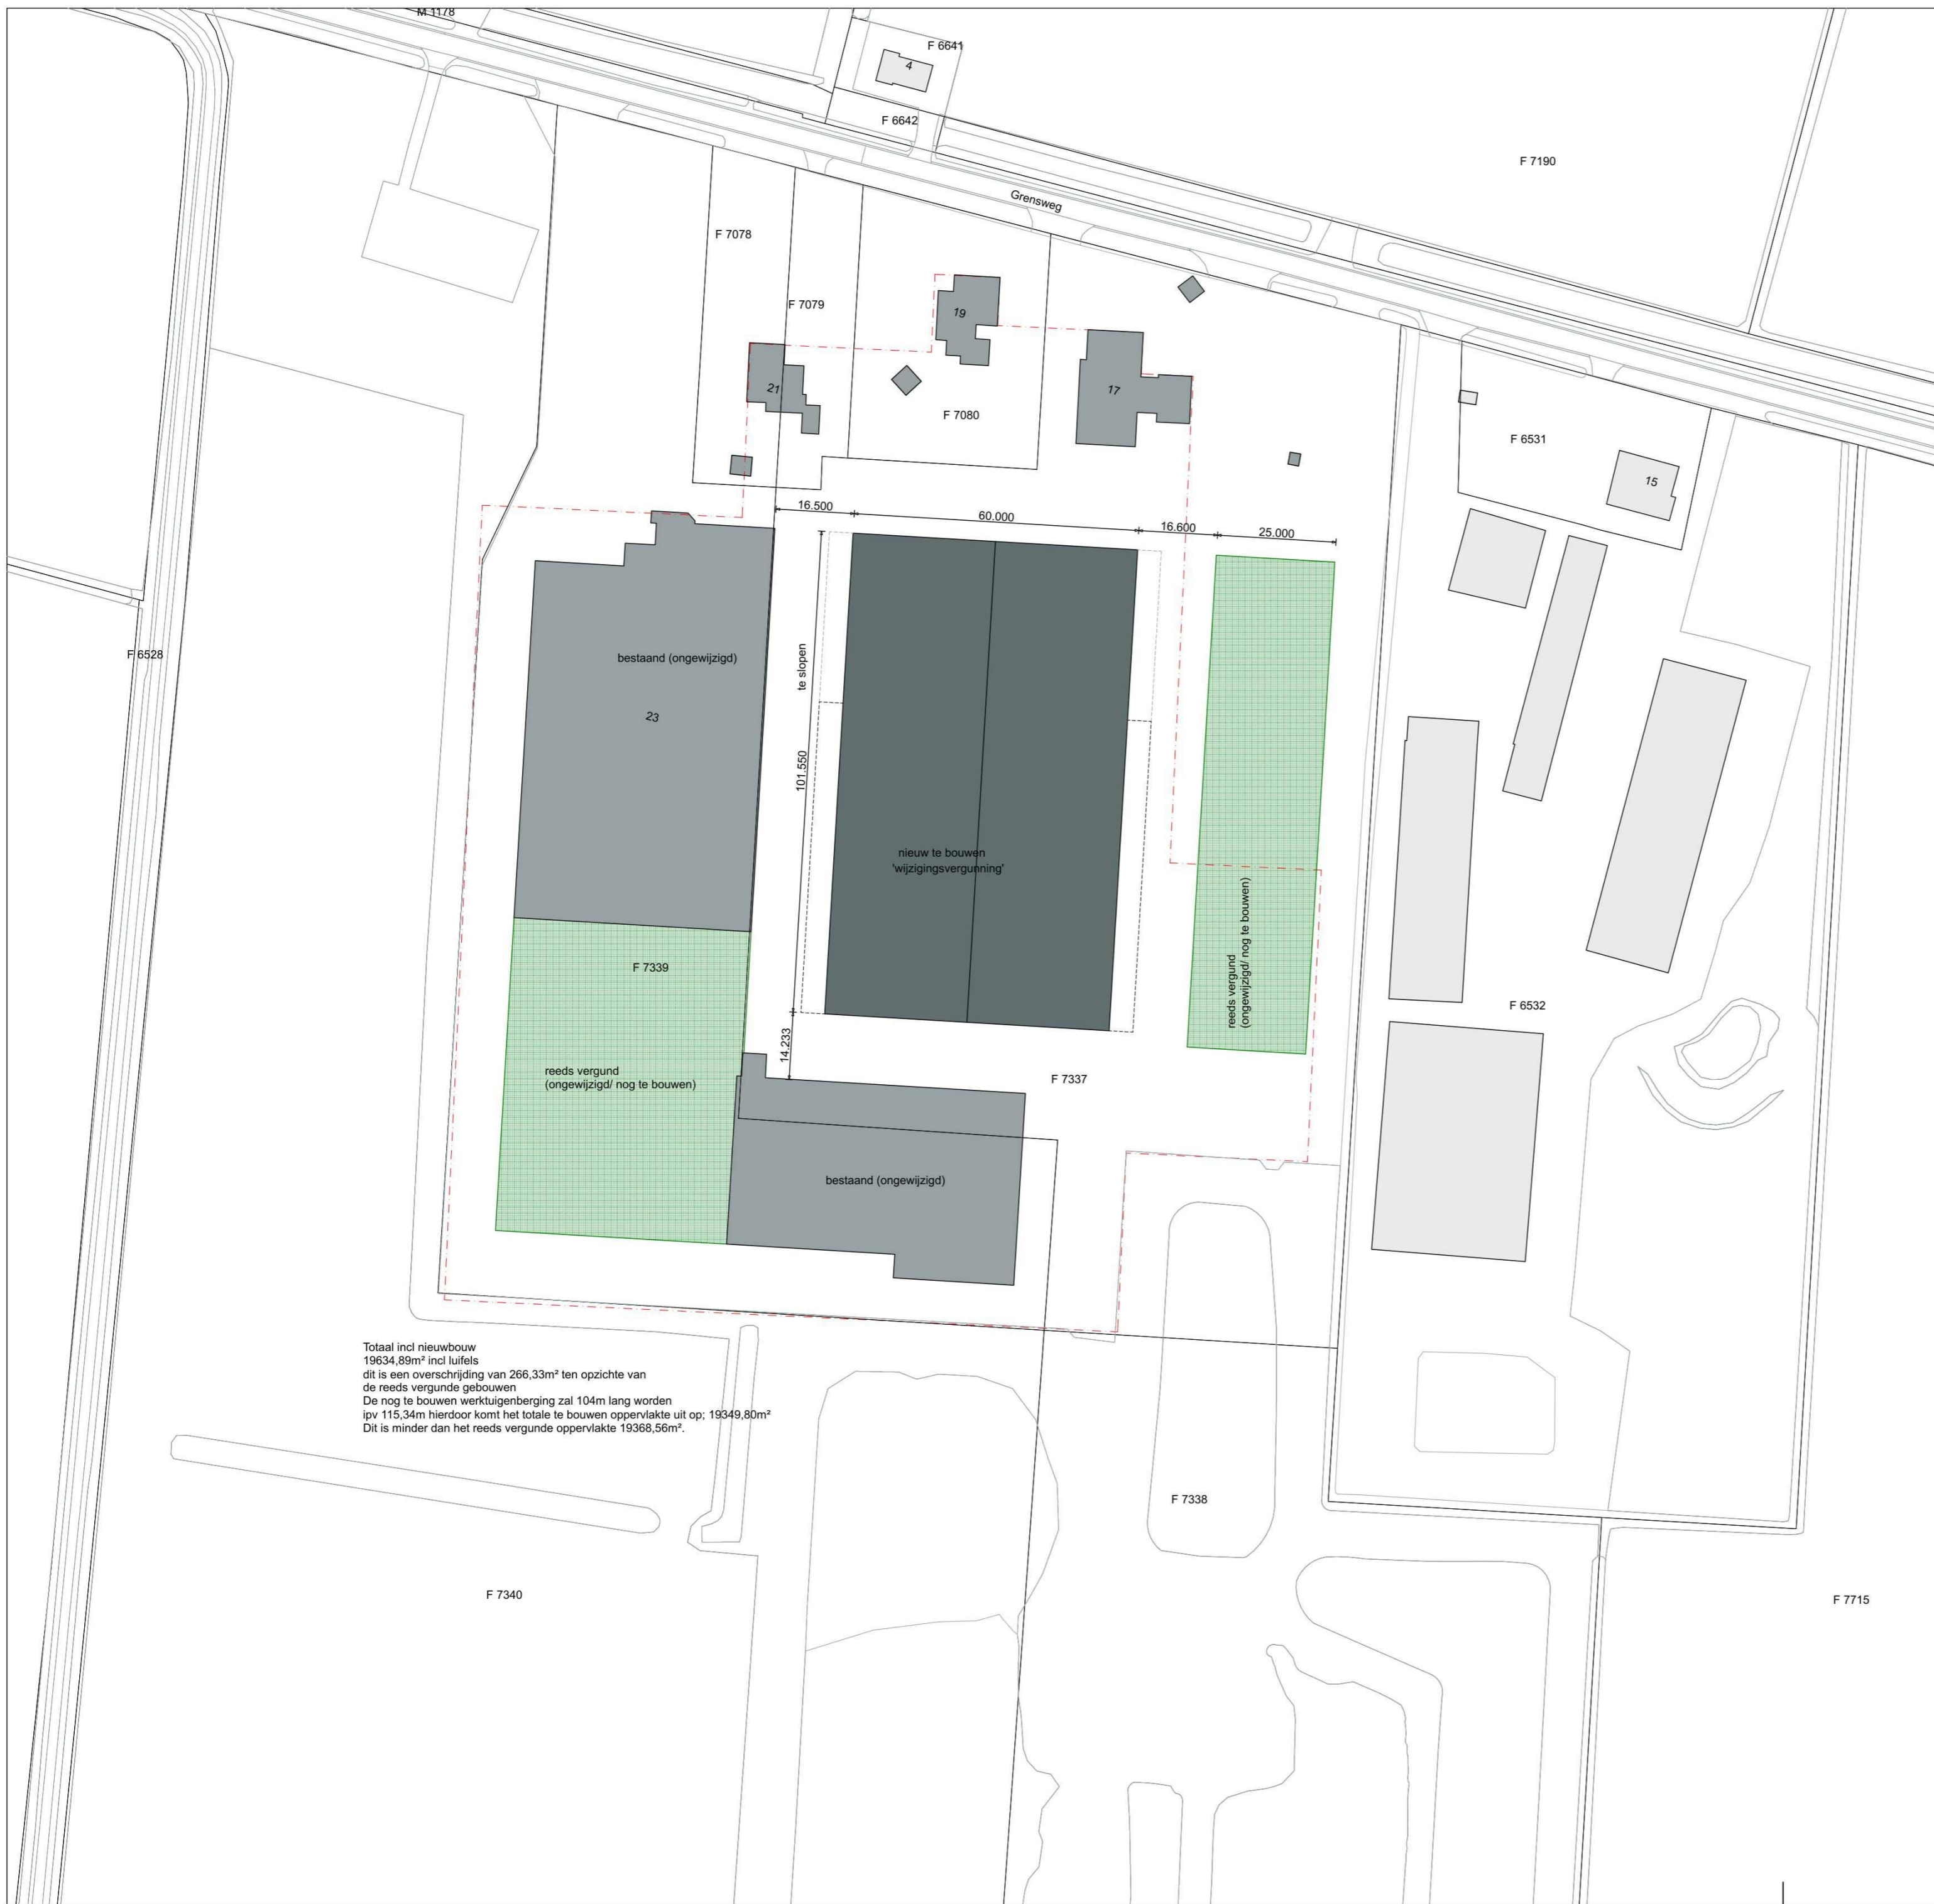 M 1178
F 6641
4
F 6642
F 7190
Grensweg
F 7078
F 7079
19
21
17
F 7080
F 6531
15
16.500
60.000
16.600
25.000
F 6528
bestaand (ongewijzigd)
23
te slopen
101.550
nieuw te bouwen
'wijzigingsvergunning'
reeds vergund
(ongewijzigd/ nog te bouwen)
F 7339
F 6532
14.233
reeds vergund
(ongewijzigd/ nog te bouwen)
F 7337
bestaand (ongewijzigd)
Totaal incl nieuwbouw
19634,89m² incl luifels
dit is een overschrijding van 266,33m² ten opzichte van
de reeds vergunde gebouwen
De nog te bouwen werktuigenberging zal 104m lang worden
ipv 115,34m hierdoor komt het totale te bouwen oppervlakte uit op; 19349,80m²
Dit is minder dan het reeds vergunde oppervlakte 19368,56m².
F 7338
F 7340
F 7715